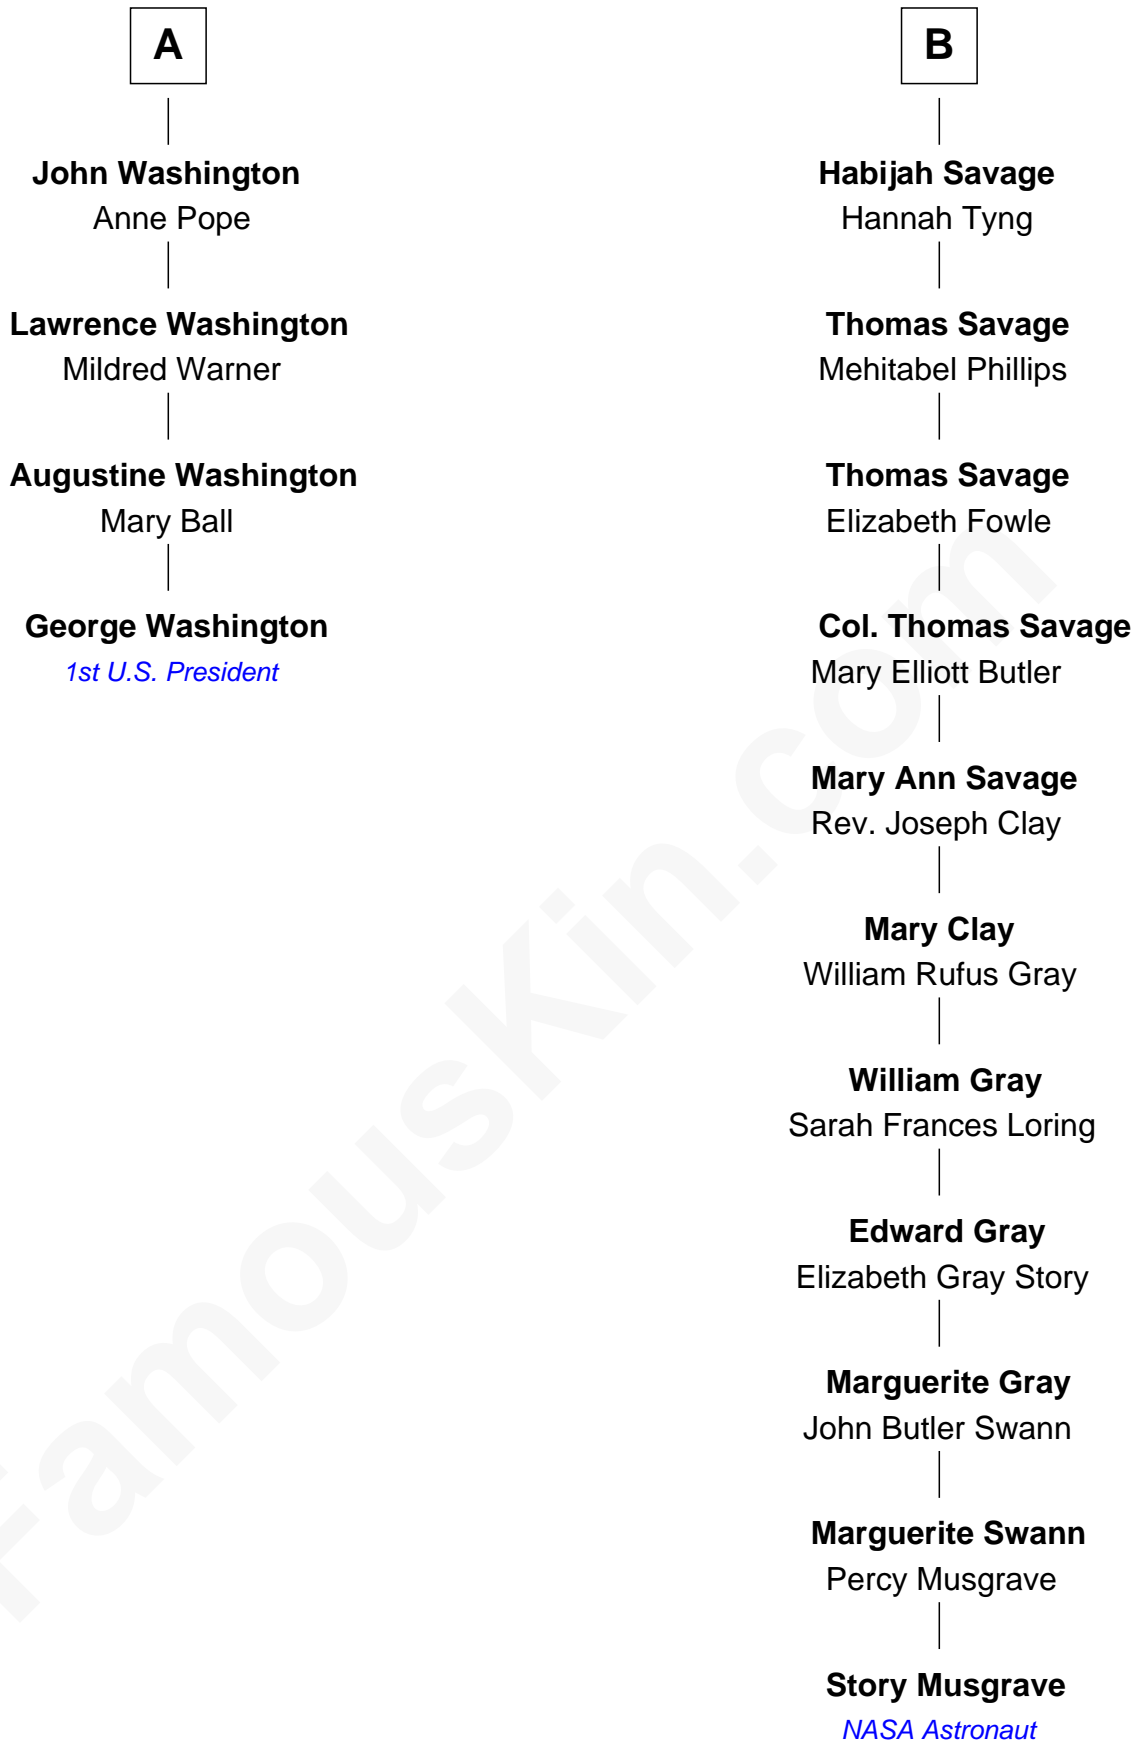 A
John Washington
Anne Pope
Lawrence Washington
Mildred Warner
Augustine Washington
Mary Ball
George Washington
1st U.S. President
B
Habijah Savage
Hannah Tyng
Thomas Savage
Mehitabel Phillips
Thomas Savage
Elizabeth Fowle
Col. Thomas Savage
Mary Elliott Butler
Mary Ann Savage
Rev. Joseph Clay
Mary Clay
William Rufus Gray
William Gray
Sarah Frances Loring
Edward Gray
Elizabeth Gray Story
Marguerite Gray
John Butler Swann
Marguerite Swann
Percy Musgrave
Story Musgrave
NASA Astronaut
FamousKin.com